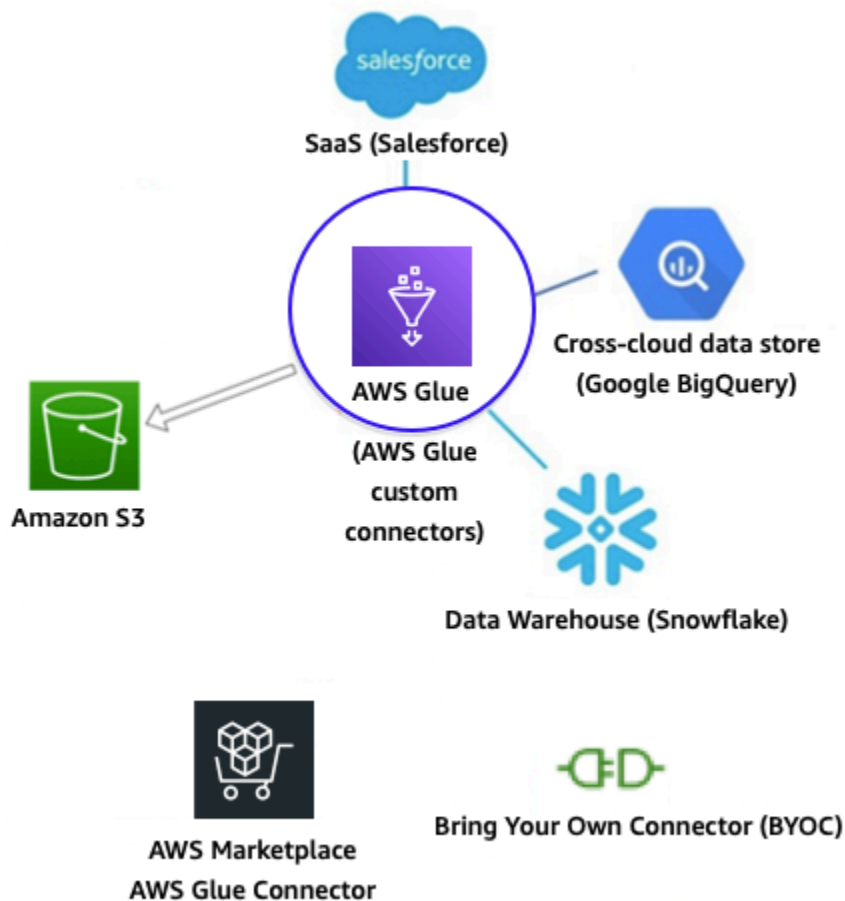 salesforce
SaaS (Salesforce)
AWS Glue
(AWS Glue
custom
connectors)
Cross-cloud data store
(Google BigQuery)
Amazon S3
Data Warehouse (Snowflake)
AWS Marketplace
AWS Glue Connector
Bring Your Own Connector (BYOC)